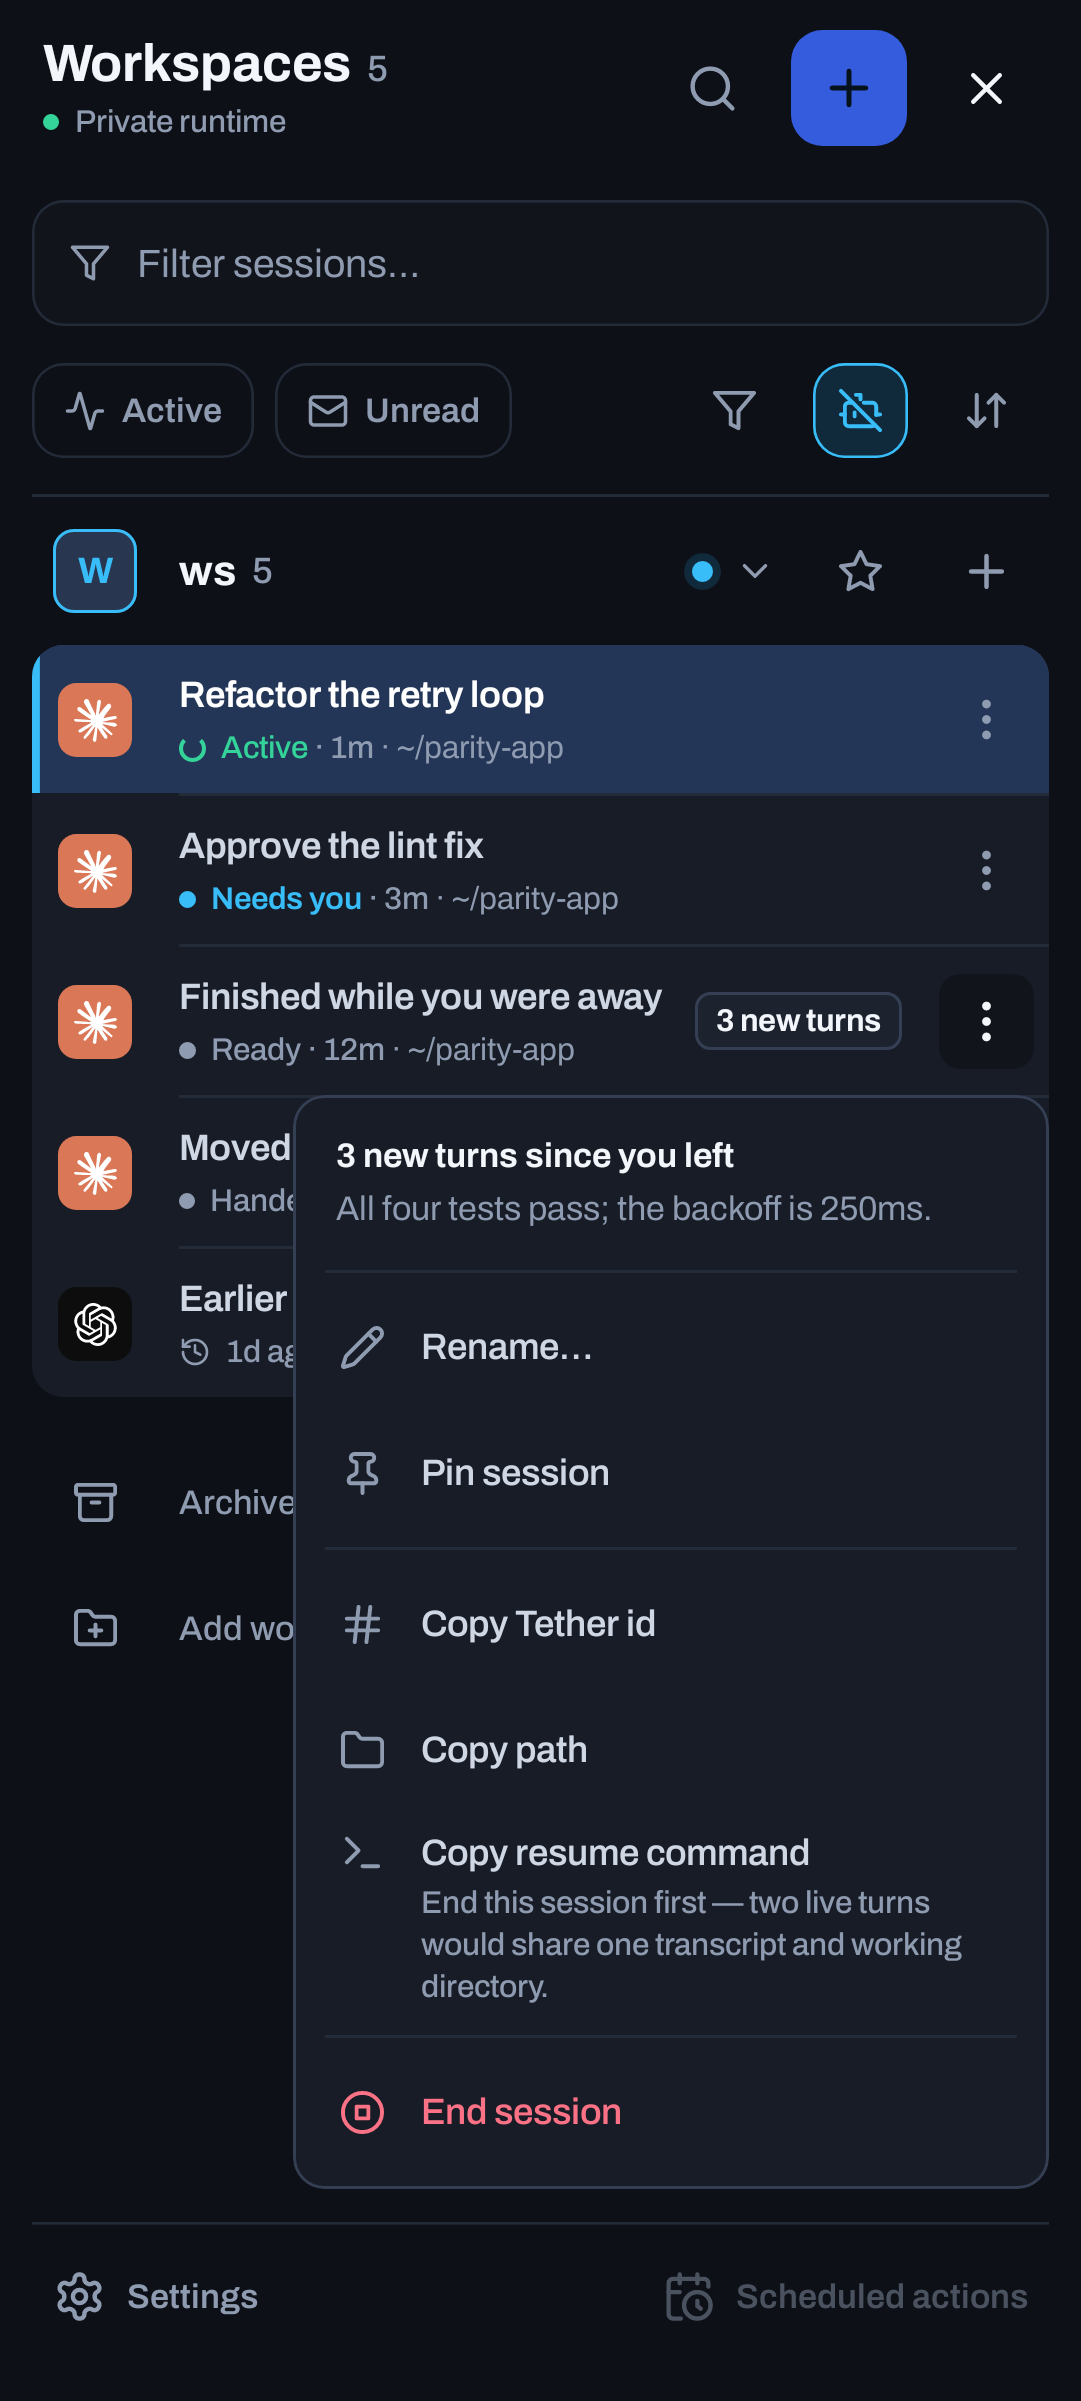 Workspaces 5
Private runtime
Filter sessions...
Active
Unread
W
ws 5
Refactor the retry loop
Active · 1m · ~/parity-app
Approve the lint fix
Needs you · 3m · ~/parity-app
Finished while you were away
3 new turns
Ready · 12m · ~/parity-app
Moved
Hande
Earlier
1d ag
Archive
Add wo
3 new turns since you left
All four tests pass; the backoff is 250ms.
Rename...
Pin session
Copy Tether id
Copy path
Copy resume command
End this session first — two live turns
would share one transcript and working
directory.
End session
Settings
Scheduled actions